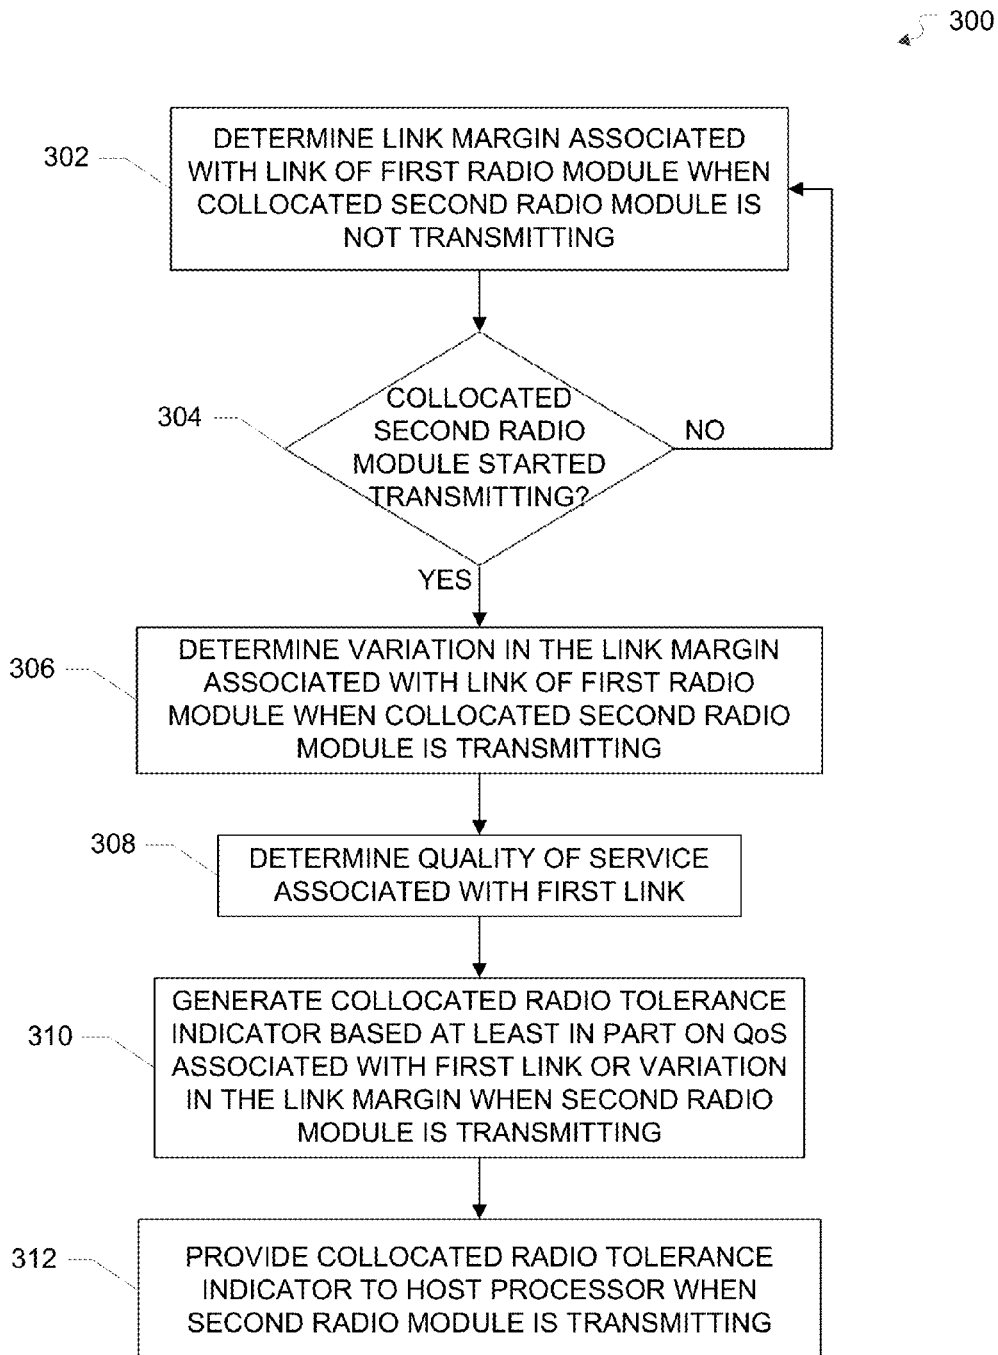 300
302
DETERMINE LINK MARGIN ASSOCIATED
WITH LINK OF FIRST RADIO MODULE WHEN
COLLOCATED SECOND RADIO MODULE IS
NOT TRANSMITTING
304
COLLOCATED
SECOND RADIO
MODULE STARTED
TRANSMITTING?
NO
YES
306
DETERMINE VARIATION IN THE LINK MARGIN
ASSOCIATED WITH LINK OF FIRST RADIO
MODULE WHEN COLLOCATED SECOND RADIO
MODULE IS TRANSMITTING
308
DETERMINE QUALITY OF SERVICE
ASSOCIATED WITH FIRST LINK
310
GENERATE COLLOCATED RADIO TOLERANCE
INDICATOR BASED AT LEAST IN PART ON QoS
ASSOCIATED WITH FIRST LINK OR VARIATION
IN THE LINK MARGIN WHEN SECOND RADIO
MODULE IS TRANSMITTING
312
PROVIDE COLLOCATED RADIO TOLERANCE
INDICATOR TO HOST PROCESSOR WHEN
SECOND RADIO MODULE IS TRANSMITTING